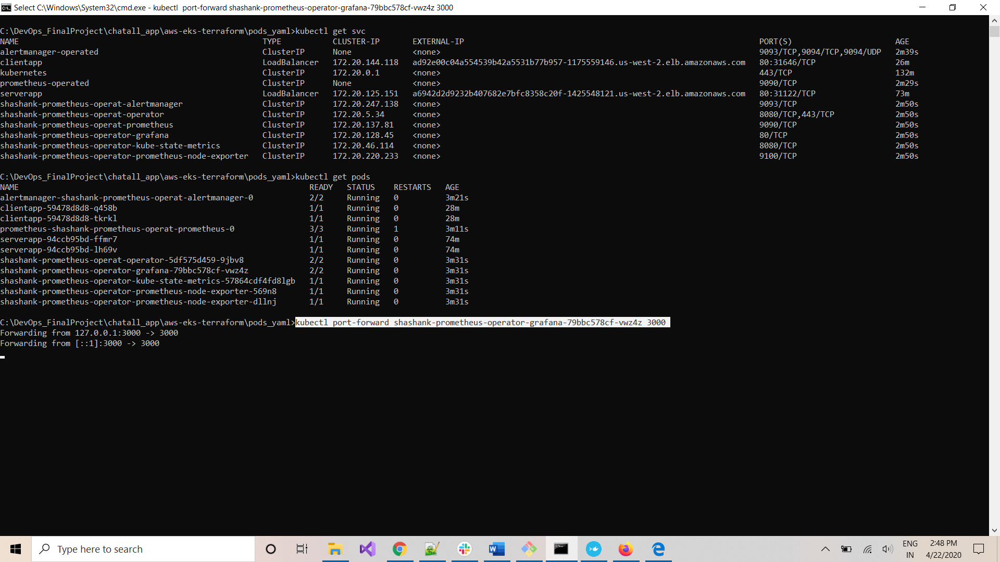 Select C:\Windows\System32\cmd.exe - kubectl  port-forward shashank-prometheus-operator-grafana-79bbc578cf-vwz4z 3000
C:\DevOps_FinalProject\chatall_app\aws-eks-terraform\pods_yaml>kubectl get svc
NAME TYPE CLUSTER-IP EXTERNAL-IP PORT(S) AGE
alertmanager-operated ClusterIP None <none> 9093/TCP,9094/TCP,9094/UDP 2m39s
clientapp LoadBalancer 172.20.144.118 ad92e00c04a554539b42a5531b77b957-1175559146.us-west-2.elb.amazonaws.com 80:31646/TCP 26m
kubernetes ClusterIP 172.20.0.1 <none> 443/TCP 132m
prometheus-operated ClusterIP None <none> 9090/TCP 2m29s
serverapp LoadBalancer 172.20.125.151 a6942d2d9232b407682e7bfc8358c20f-1425548121.us-west-2.elb.amazonaws.com 80:31122/TCP 73m
shashank-prometheus-operat-alertmanager ClusterIP 172.20.247.138 <none> 9093/TCP 2m50s
shashank-prometheus-operat-operator ClusterIP 172.20.5.34 <none> 8080/TCP,443/TCP 2m50s
shashank-prometheus-operat-prometheus ClusterIP 172.20.137.81 <none> 9090/TCP 2m50s
shashank-prometheus-operator-grafana ClusterIP 172.20.128.45 <none> 80/TCP 2m50s
shashank-prometheus-operator-kube-state-metrics ClusterIP 172.20.46.114 <none> 8080/TCP 2m50s
shashank-prometheus-operator-prometheus-node-exporter ClusterIP 172.20.220.233 <none> 9100/TCP 2m50s
C:\DevOps_FinalProject\chatall_app\aws-eks-terraform\pods_yaml>kubectl get pods
NAME READY STATUS RESTARTS AGE
alertmanager-shashank-prometheus-operat-alertmanager-0 2/2 Running 0 3m21s
clientapp-59478d8d8-q458b 1/1 Running 0 28m
clientapp-59478d8d8-tkrkl 1/1 Running 0 28m
prometheus-shashank-prometheus-operat-prometheus-0 3/3 Running 1 3m11s
serverapp-94ccb95bd-ffmr7 1/1 Running 0 74m
serverapp-94ccb95bd-lh69v 1/1 Running 0 74m
shashank-prometheus-operat-operator-5df575d459-9jbv8 2/2 Running 0 3m31s
shashank-prometheus-operator-grafana-79bbc578cf-vwz4z 2/2 Running 0 3m31s
shashank-prometheus-operator-kube-state-metrics-57864cdf4fd8lgb 1/1 Running 0 3m31s
shashank-prometheus-operator-prometheus-node-exporter-569n8 1/1 Running 0 3m31s
shashank-prometheus-operator-prometheus-node-exporter-dllnj 1/1 Running 0 3m31s
C:\DevOps_FinalProject\chatall_app\aws-eks-terraform\pods_yaml>kubectl port-forward shashank-prometheus-operator-grafana-79bbc578cf-vwz4z 3000
Forwarding from 127.0.0.1:3000 -> 3000
Forwarding from [::1]:3000 -> 3000
Type here to search
ENG
IN
2:48 PM
4/22/2020